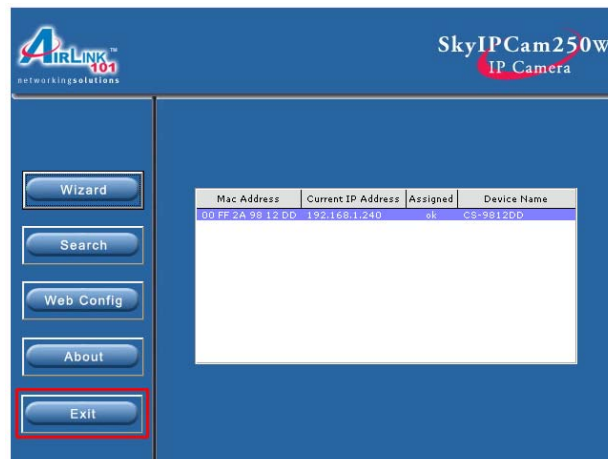 AirLink™
101
networkingsolutions
SkyIPCam250W
IP Camera
Wizard
Search
Web Config
About
Exit
Mac Address Current IP Address Assigned Device Name
00 FF 2A 98 12 DD 192.168.1.240 ok CS-9812DD